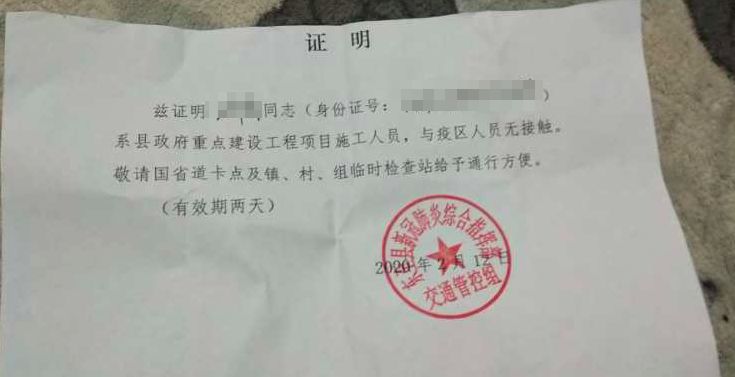 证 明
兹证明 同志（身份证号： ）
系县政府重点建设工程项目施工人员，与疫区人员无接触。
敬请国省道卡点及镇、村、组临时检查站给予通行方便。
（有效期两天）
县新冠肺炎综合指挥部
2020年2月12日
交通管控组